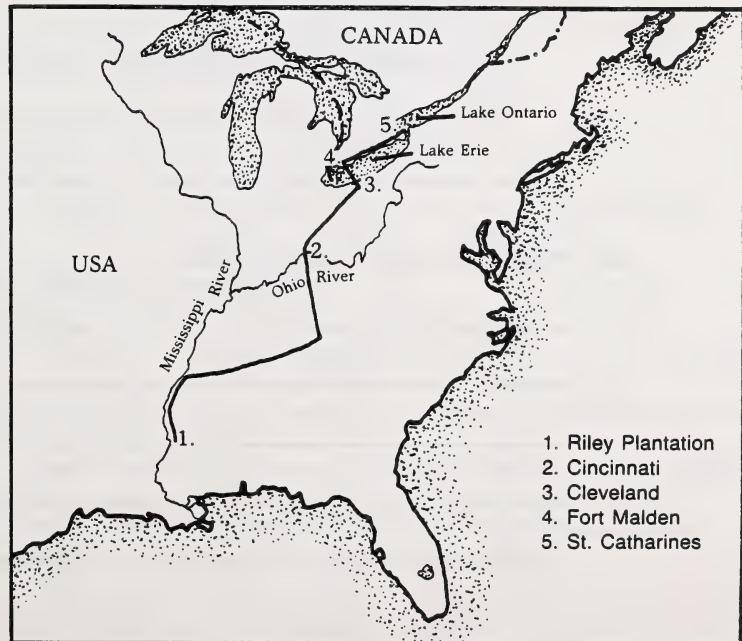 CANADA
5.
Lake Ontario
4.
Lake Erie
3.
2.
USA
Ohio River
Mississippi River
1.
1. Riley Plantation
2. Cincinnati
3. Cleveland
4. Fort Malden
5. St. Catharines